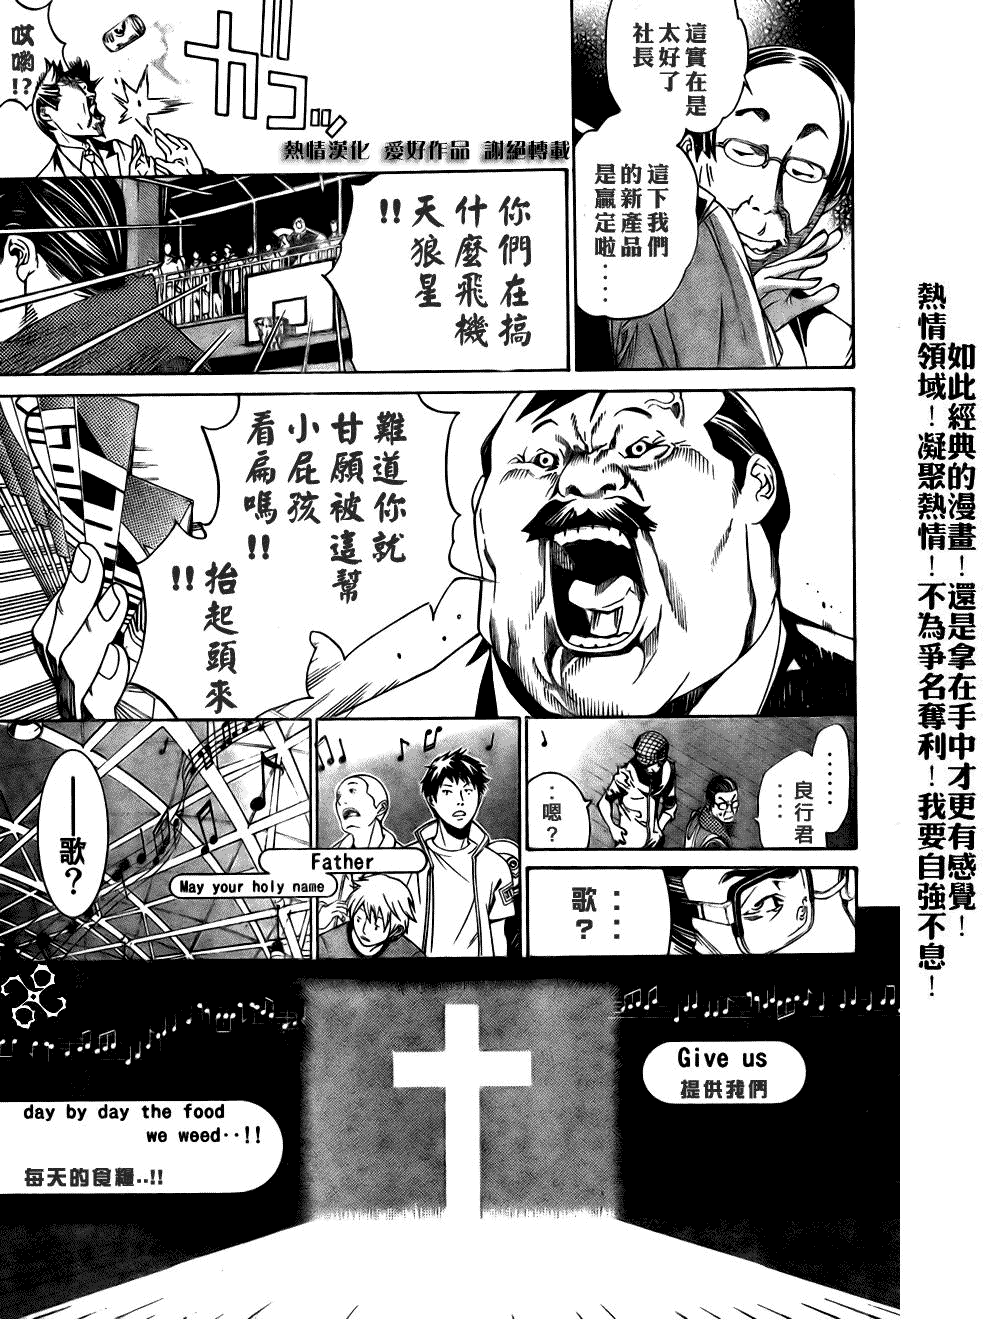 這實在是
太好了
社長
這下我們
的新產品
是贏定啦‥‥
ガコッ
哎喲!?
熱情漢化 愛好作品 謝絕轉載
你們在搞
什麼飛機
天狼星
!!
難道你就
甘願被這幫
小屁孩
看扁嗎!!
抬起頭來
!!
‥‥‥
良行君
‥‥
‥嗯?
‥‥
歌?
Father
May your holy name
——歌?
Give us
提供我們
day by day the food
we weed‥!!
每天的食糧‥!!
如此經典的漫畫!還是拿在手中才更有感覺!
熱情領域!凝聚熱情!不為爭名奪利!我要自強不息!